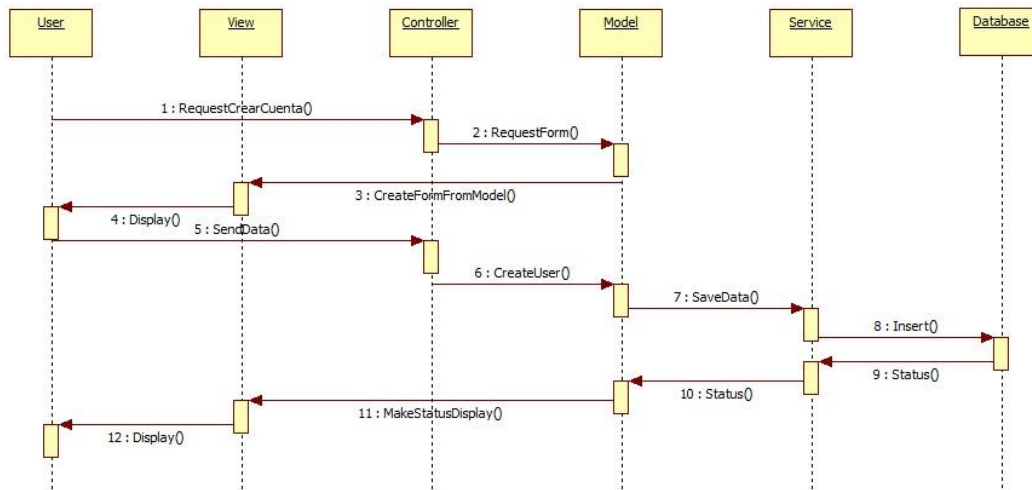 User
View
Controller
Model
Service
Database
1 : RequestCrearCuenta()
2 : RequestForm()
3 : CreateFormFromModel()
4 : Display()
5 : SendData()
6 : CreateUser()
7 : SaveData()
8 : Insert()
9 : Status()
10 : Status()
11 : MakeStatusDisplay()
12 : Display()